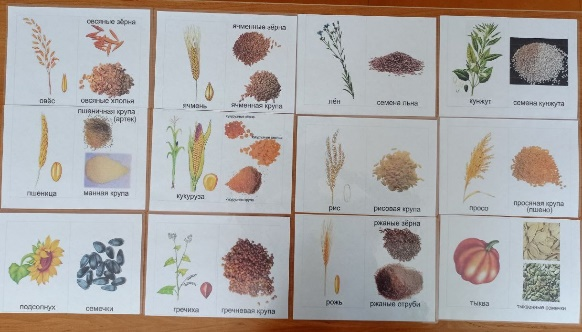 овсяные зёрна
овёс
овсяные хлопья
ячменные зёрна
ячмень
ячменная крупа
лён
семена льна
кунжут
семена кунжута
пшеничная крупа
(артек)
пшеница
манная крупа
кукуруза
рис
рисовая крупа
просо
просяная крупа
(пшено)
подсолнух
семечки
гречиха
гречневая крупа
ржаные зёрна
рожь
ржаные отруби
тыква
тыквенные семечки